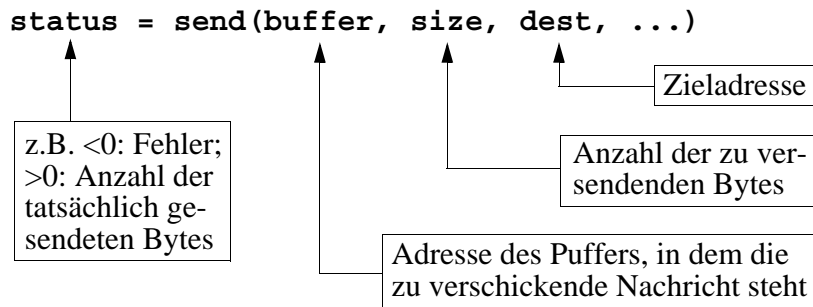 status = send(buffer, size, dest, ...)
Zieladresse
z.B. <0: Fehler;
>0: Anzahl der
tatsächlich ge-
sendeten Bytes
Anzahl der zu ver-
sendenden Bytes
Adresse des Puffers, in dem die
zu verschickende Nachricht steht